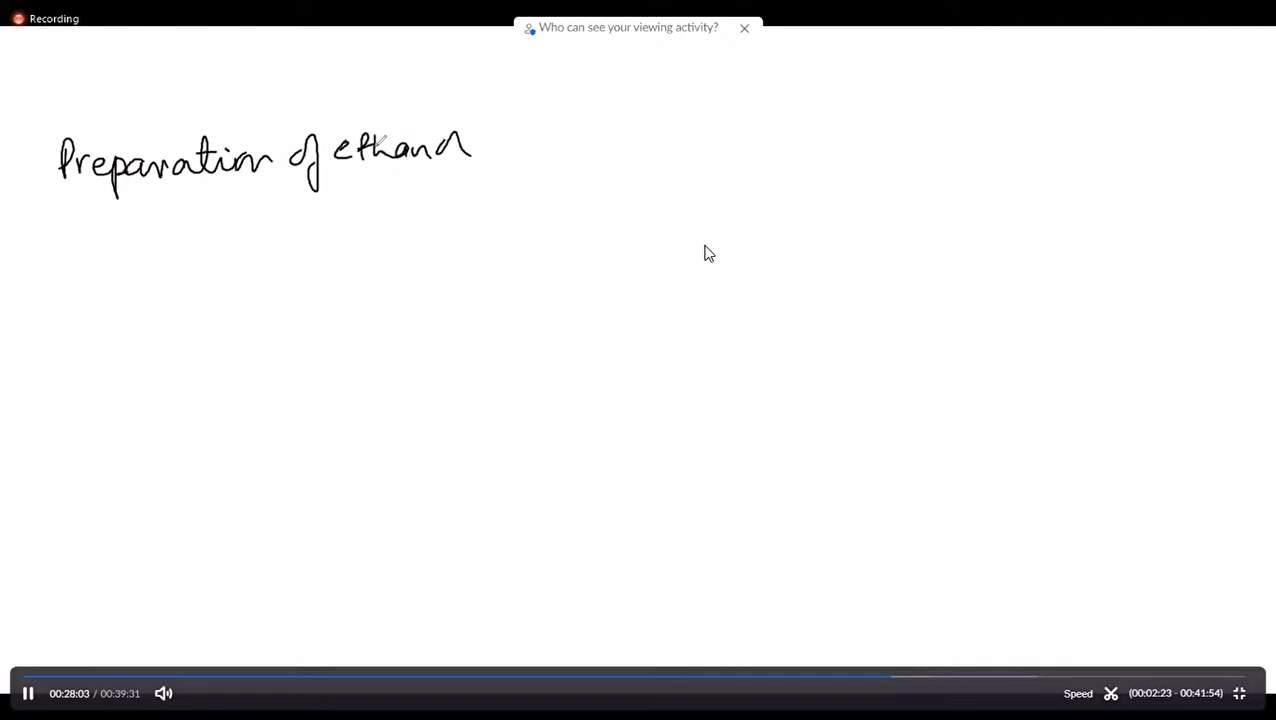 Recording
Who can see your viewing activity?
Preparation of ethanol
00:28:03 / 00:39:31 Speed (00:02:23 - 00:41:54)